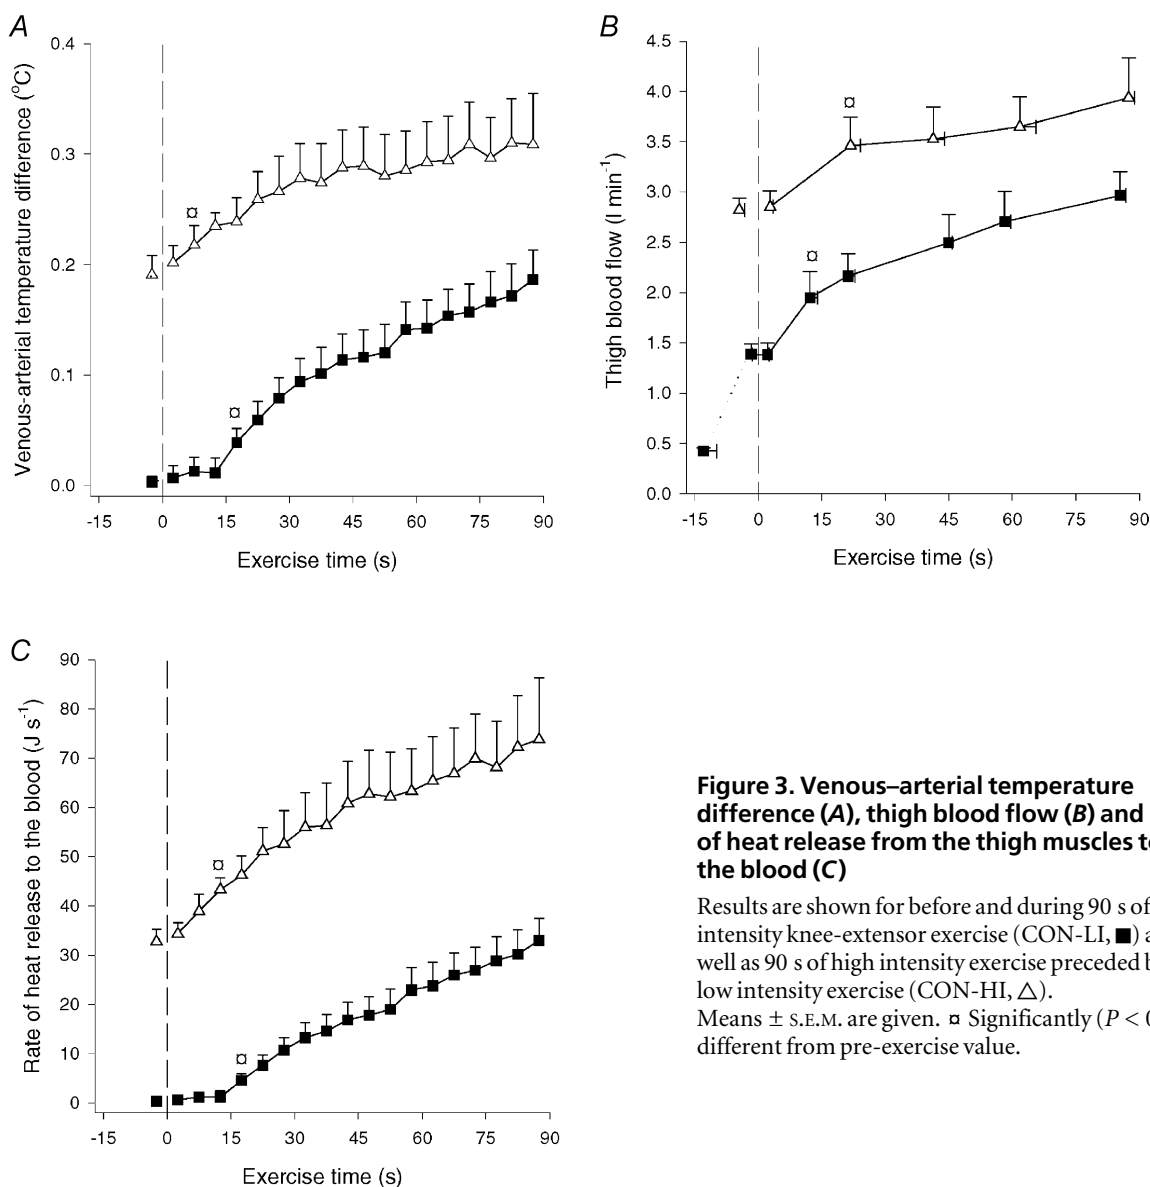 A
Venous-arterial temperature difference (°C)
0.4
0.3
0.2
0.1
0.0
¤
¤
-15 0 15 30 45 60 75 90
Exercise time (s)
B
Thigh blood flow (l min-1)
4.5
4.0
3.5
3.0
2.5
2.0
1.5
1.0
0.5
0.0
¤
¤
-15 0 15 30 45 60 75 90
Exercise time (s)
C
Rate of heat release to the blood (J s-1)
90
80
70
60
50
40
30
20
10
0
¤
¤
-15 0 15 30 45 60 75 90
Exercise time (s)
Figure 3. Venous–arterial temperature
difference (A), thigh blood flow (B) and
of heat release from the thigh muscles
the blood (C)
Results are shown for before and during 90 s of
intensity knee-extensor exercise (CON-LI, ■)
well as 90 s of high intensity exercise preceded
low intensity exercise (CON-HI, △).
Means ± S.E.M. are given. ¤ Significantly (P <
different from pre-exercise value.